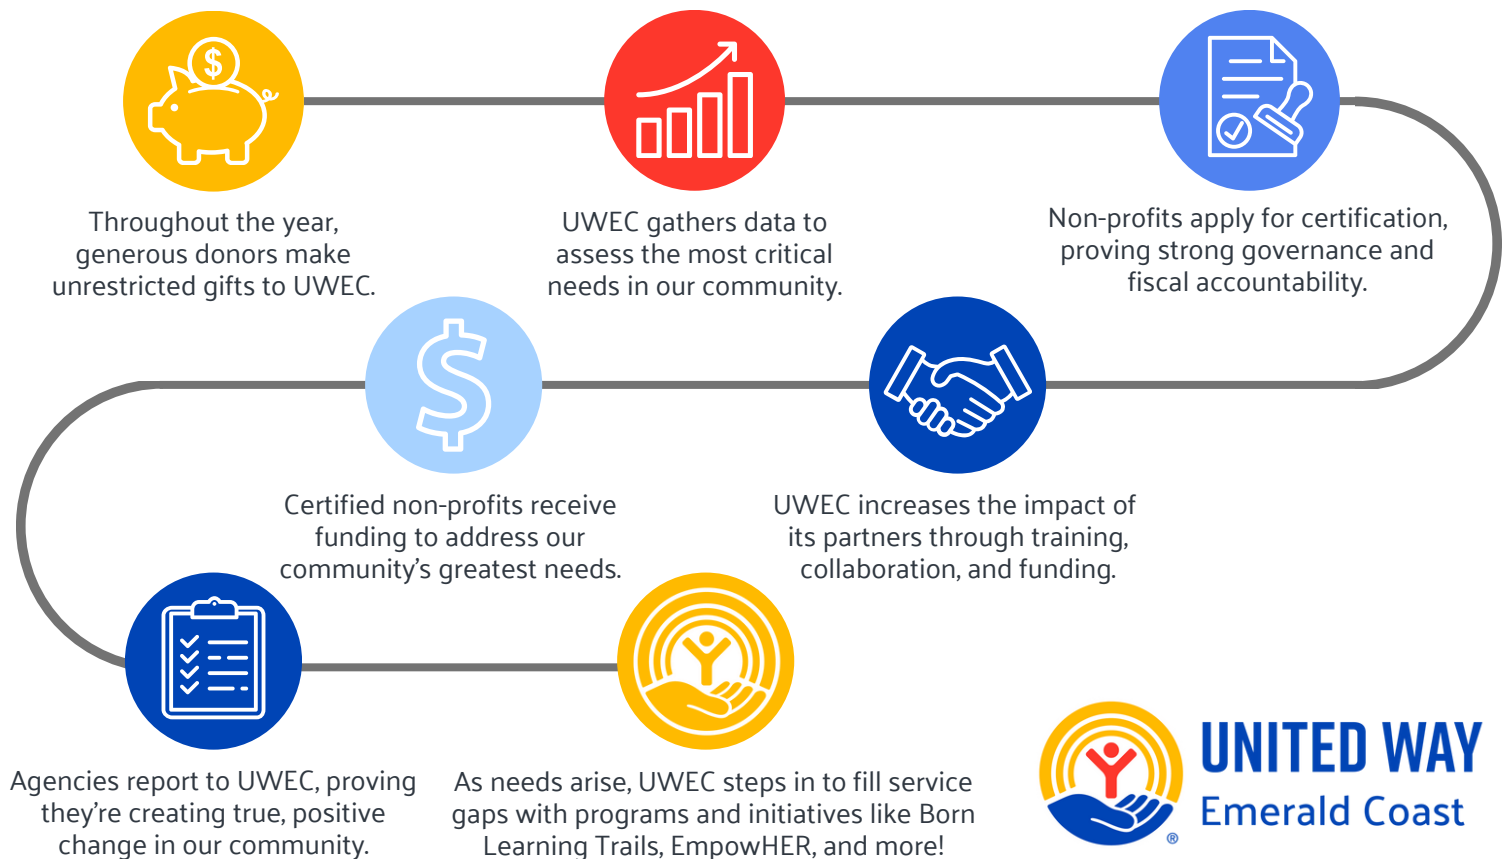 $
Throughout the year,
generous donors make
unrestricted gifts to UWEC.
UWEC gathers data to
assess the most critical
needs in our community.
Non-profits apply for certification,
proving strong governance and
fiscal accountability.
UWEC increases the impact of
its partners through training,
collaboration, and funding.
$
Certified non-profits receive
funding to address our
community's greatest needs.
Agencies report to UWEC, proving
they're creating true, positive
change in our community.
As needs arise, UWEC steps in to fill service
gaps with programs and initiatives like Born
Learning Trails, EmpowHER, and more!
UNITED WAY
Emerald Coast
®